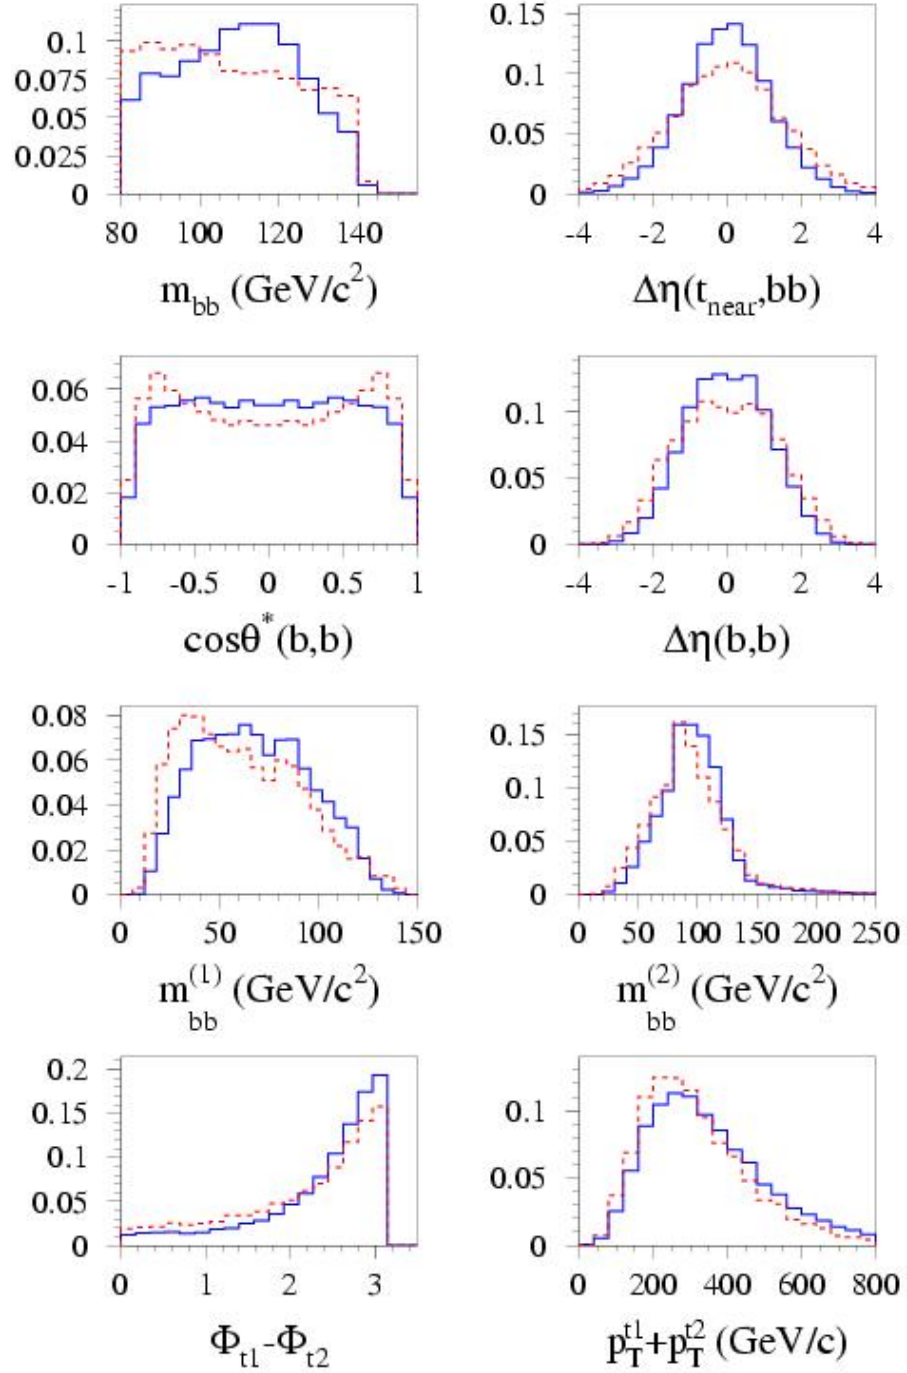 0.1
0.075
0.05
0.025
0
80 100 120 140
m_bb (GeV/c²)
0.15
0.1
0.05
0
-4 -2 0 2 4
Δη(t_near,bb)
0.06
0.04
0.02
0
-1 -0.5 0 0.5 1
cosθ*(b,b)
0.1
0.05
0
-4 -2 0 2 4
Δη(b,b)
0.08
0.06
0.04
0.02
0
0 50 100 150
m_bb^(1) (GeV/c²)
0.15
0.1
0.05
0
0 50 100 150 200 250
m_bb^(2) (GeV/c²)
0.2
0.15
0.1
0.05
0
0 1 2 3
Φ_t1-Φ_t2
0.1
0.05
0
0 200 400 600 800
p_T^t1+p_T^t2 (GeV/c)